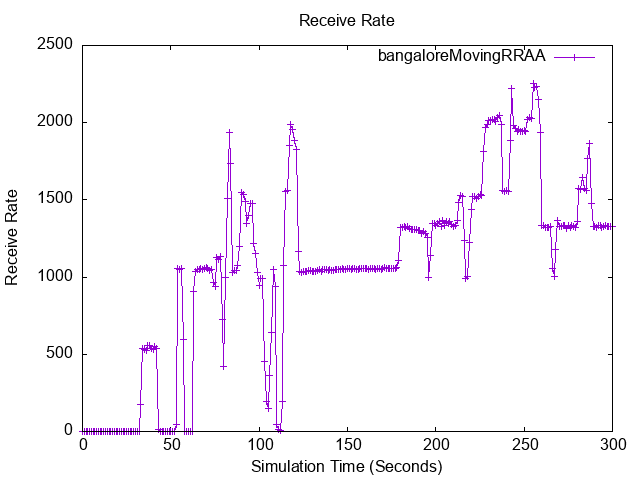 Receive Rate
bangaloreMovingRRAA
2500
2000
1500
1000
500
0
Receive Rate
0 50 100 150 200 250 300
Simulation Time (Seconds)